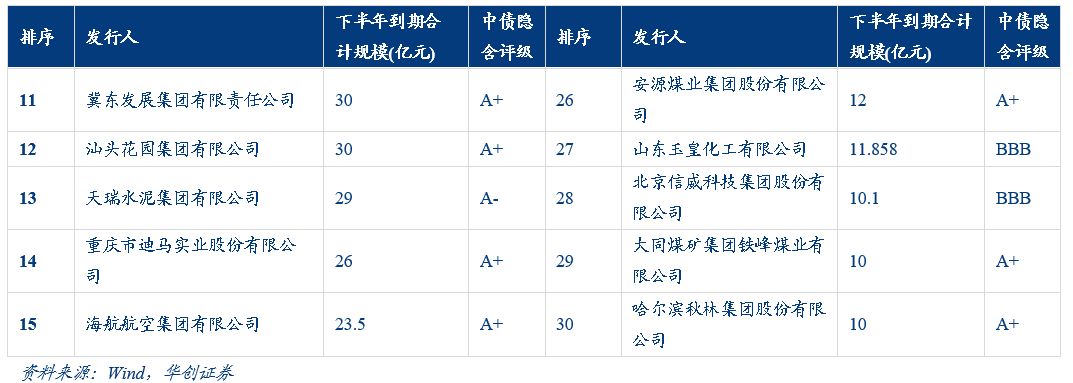 排序 发行人 下半年到期合计规模(亿元) 中债隐含评级 排序 发行人 下半年到期合计规模(亿元) 中债隐含评级
11 冀东发展集团有限责任公司 30 A+ 26 安源煤业集团股份有限公司 12 A+
12 汕头花园集团有限公司 30 A+ 27 山东玉皇化工有限公司 11.858 BBB
13 天瑞水泥集团有限公司 29 A- 28 北京信威科技集团股份有限公司 10.1 BBB
14 重庆市迪马实业股份有限公司 26 A+ 29 大同煤矿集团铁峰煤业有限公司 10 A+
15 海航航空集团有限公司 23.5 A+ 30 哈尔滨秋林集团股份有限公司 10 A+
资料来源：Wind，华创证券